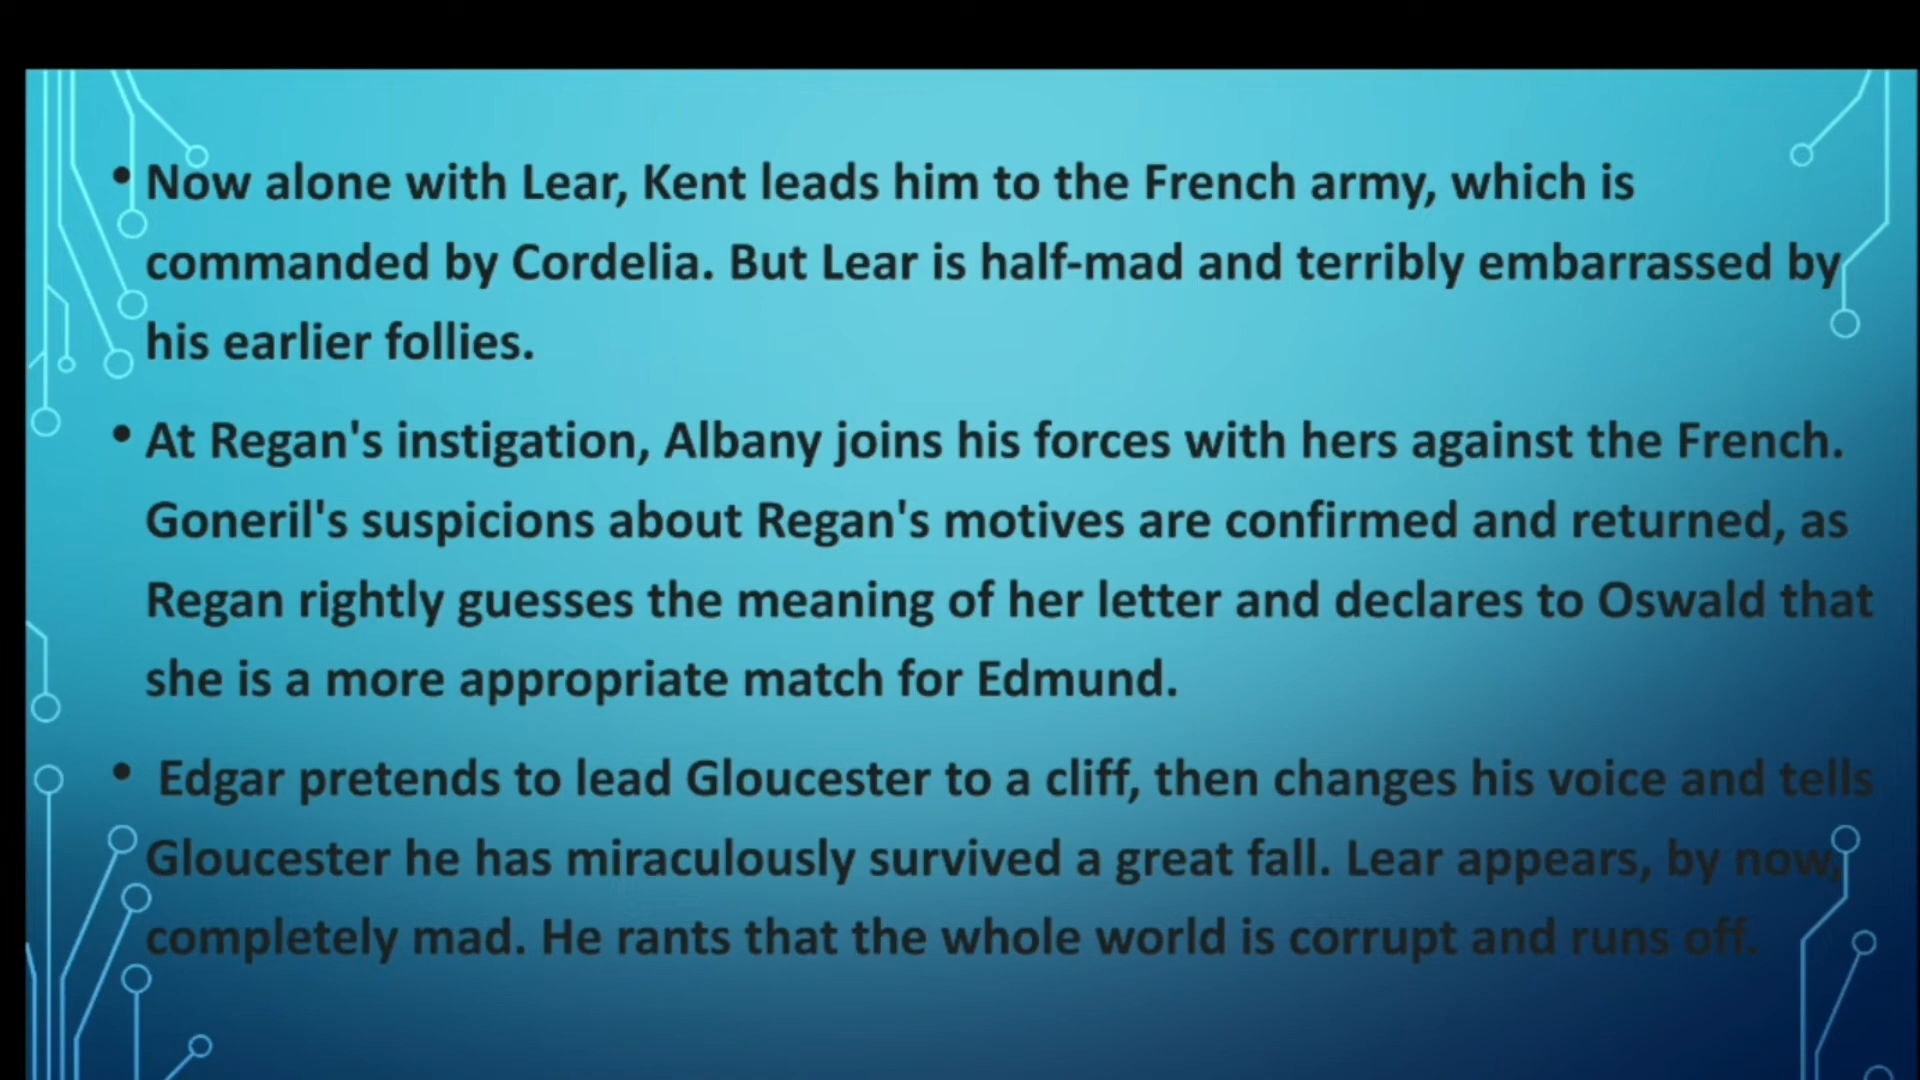 • Now alone with Lear, Kent leads him to the French army, which is
commanded by Cordelia. But Lear is half-mad and terribly embarrassed by
his earlier follies.
• At Regan's instigation, Albany joins his forces with hers against the French.
Goneril's suspicions about Regan's motives are confirmed and returned, as
Regan rightly guesses the meaning of her letter and declares to Oswald that
she is a more appropriate match for Edmund.
• Edgar pretends to lead Gloucester to a cliff, then changes his voice and tells
Gloucester he has miraculously survived a great fall. Lear appears, by now,
completely mad. He rants that the whole world is corrupt and runs off.